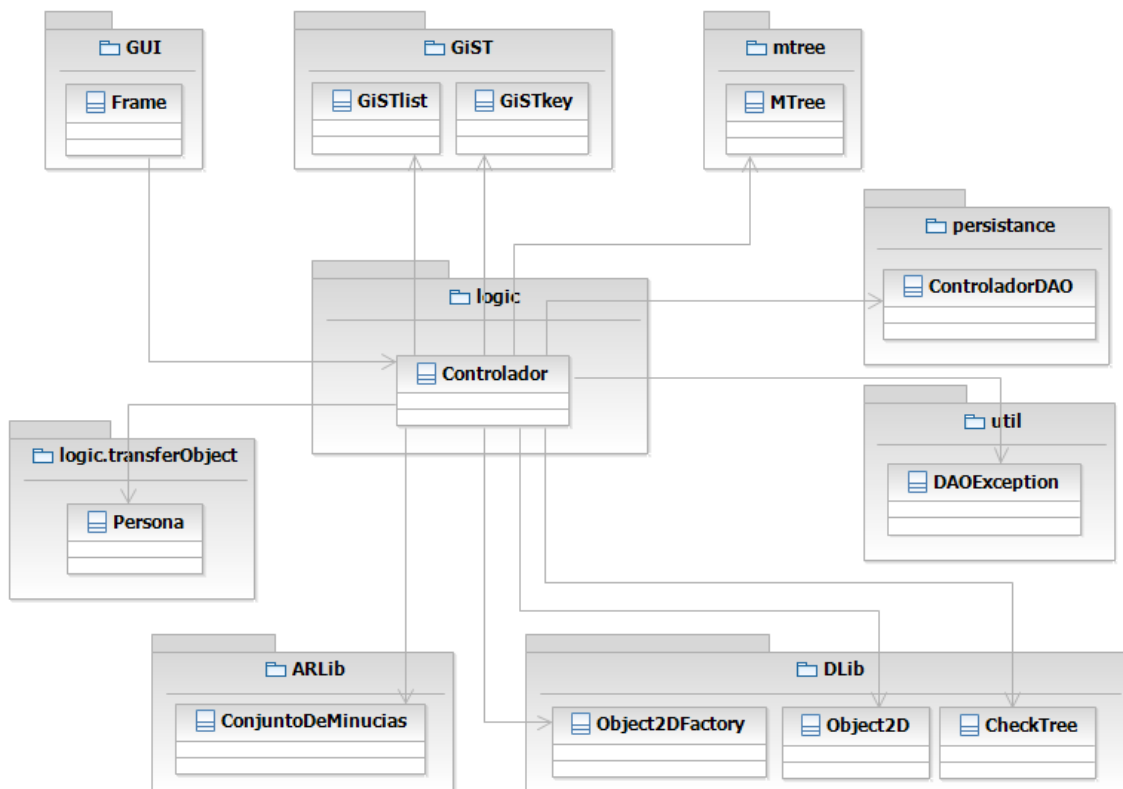 GUI
Frame
GiST
GiSTlist
GiSTkey
mtree
MTree
persistance
ControladorDAO
logic
Controlador
util
DAOException
logic.transferObject
Persona
ARLib
ConjuntoDeMinucias
DLib
Object2DFactory
Object2D
CheckTree